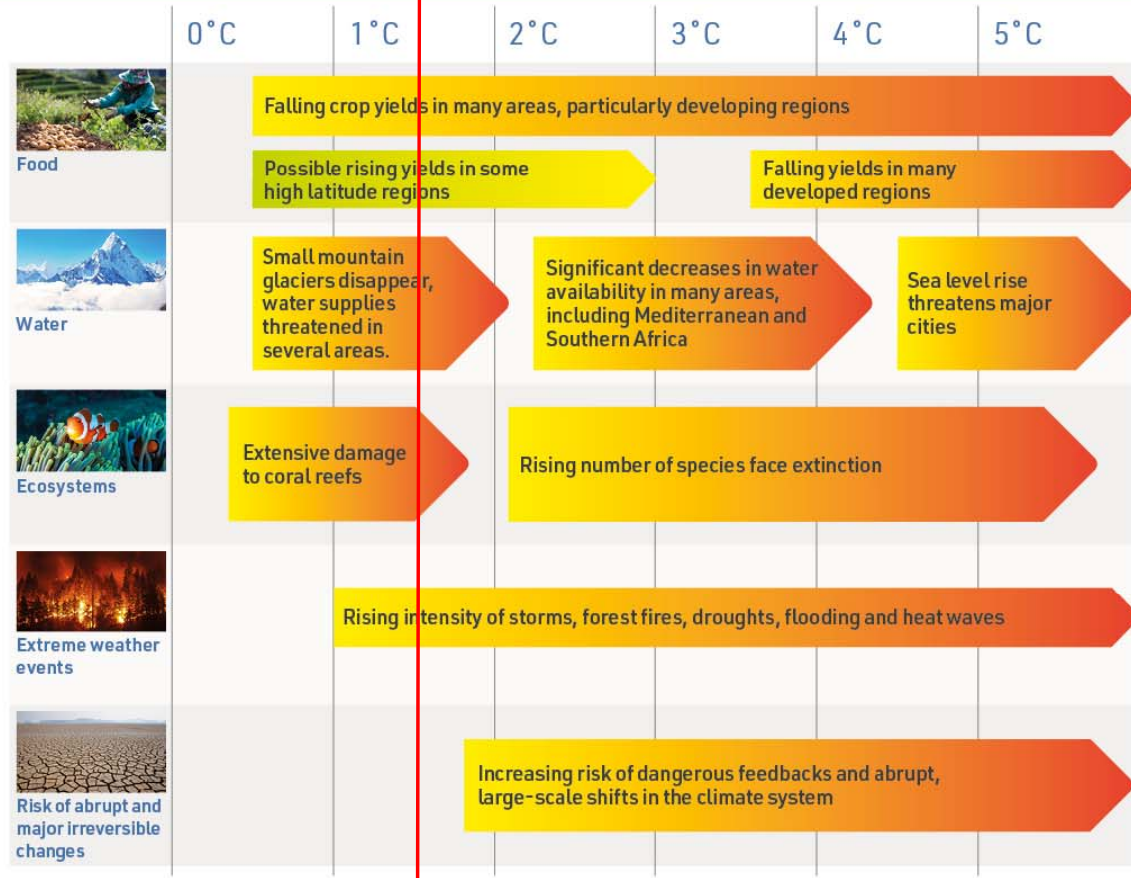 0°C 1°C 2°C 3°C 4°C 5°C
Food
Falling crop yields in many areas, particularly developing regions
Possible rising yields in some
high latitude regions
Falling yields in many
developed regions
Water
Small mountain
glaciers disappear,
water supplies
threatened in
several areas.
Significant decreases in water
availability in many areas,
including Mediterranean and
Southern Africa
Sea level rise
threatens major
cities
Ecosystems
Extensive damage
to coral reefs
Rising number of species face extinction
Extreme weather
events
Rising intensity of storms, forest fires, droughts, flooding and heat waves
Risk of abrupt and
major irreversible
changes
Increasing risk of dangerous feedbacks and abrupt,
large-scale shifts in the climate system